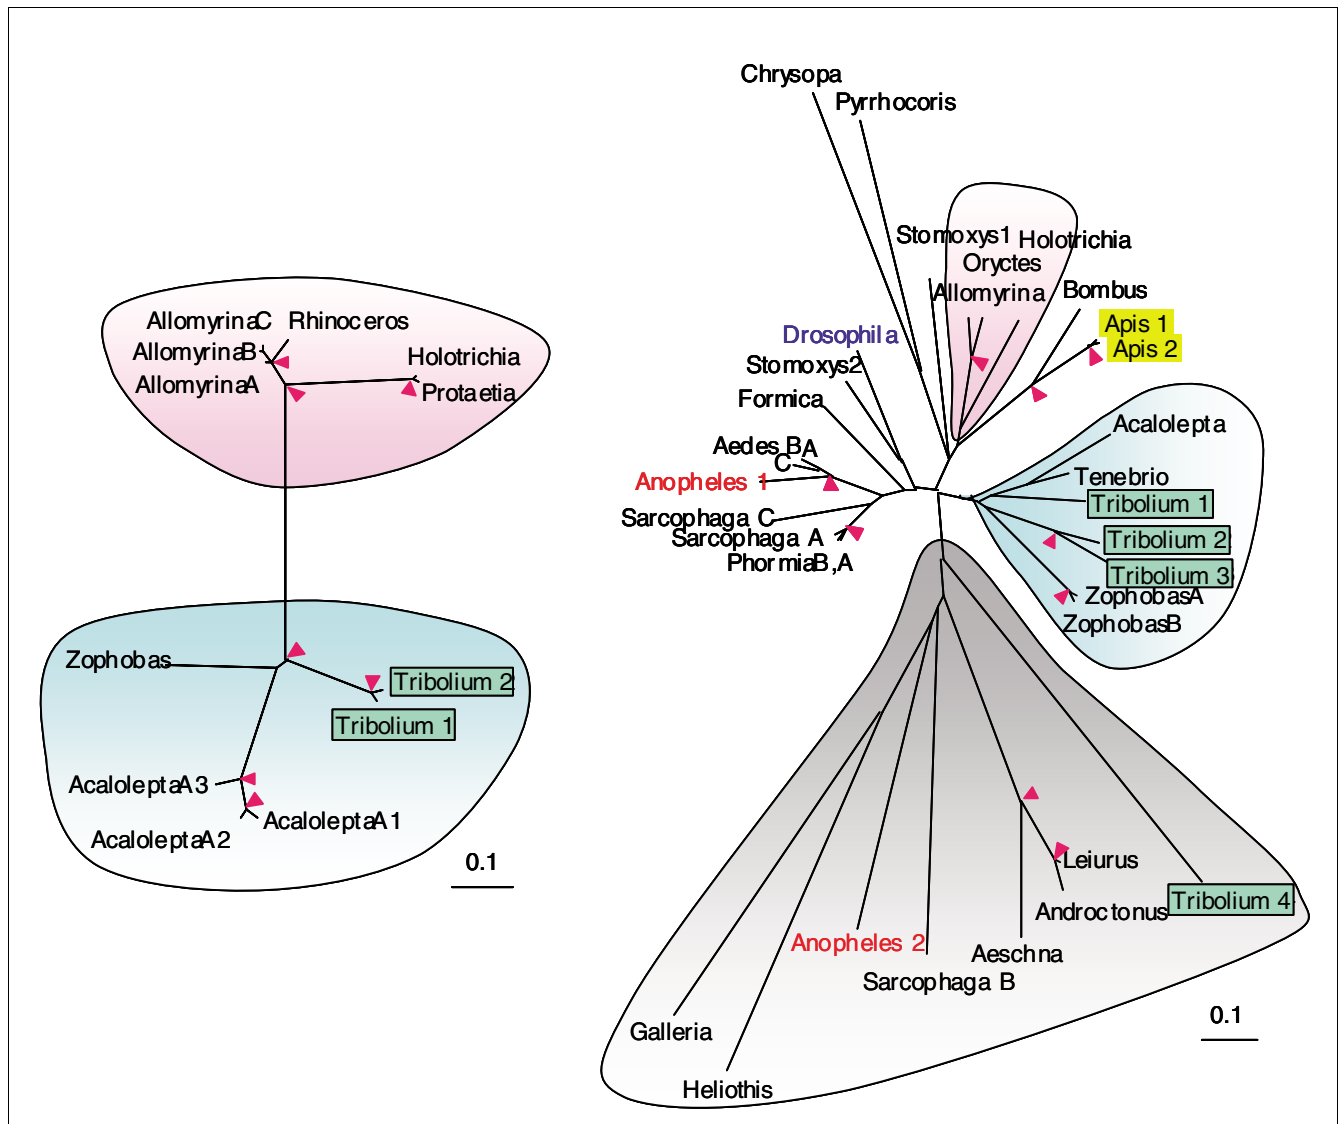 AllomyrinaC
Rhinoceros
AllomyrinaB
Holotrichia
AllomyrinaA
Protaetia
Zophobas
Tribolium 2
Tribolium 1
AcaloleptaA3
AcaloleptaA1
AcaloleptaA2
0.1
Chrysopa
Pyrrhocoris
Stomoxys1
Holotrichia
Oryctes
Allomyrina
Bombus
Apis 1
Apis 2
Drosophila
Stomoxys2
Formica
Aedes B A
C
Anopheles 1
Sarcophaga C
Sarcophaga A
PhormiaB,A
Acalolepta
Tenebrio
Tribolium 1
Tribolium 2
Tribolium 3
ZophobasA
ZophobasB
Leiurus
Tribolium 4
Androctonus
Anopheles 2
Aeschna
Sarcophaga B
Galleria
Heliothis
0.1